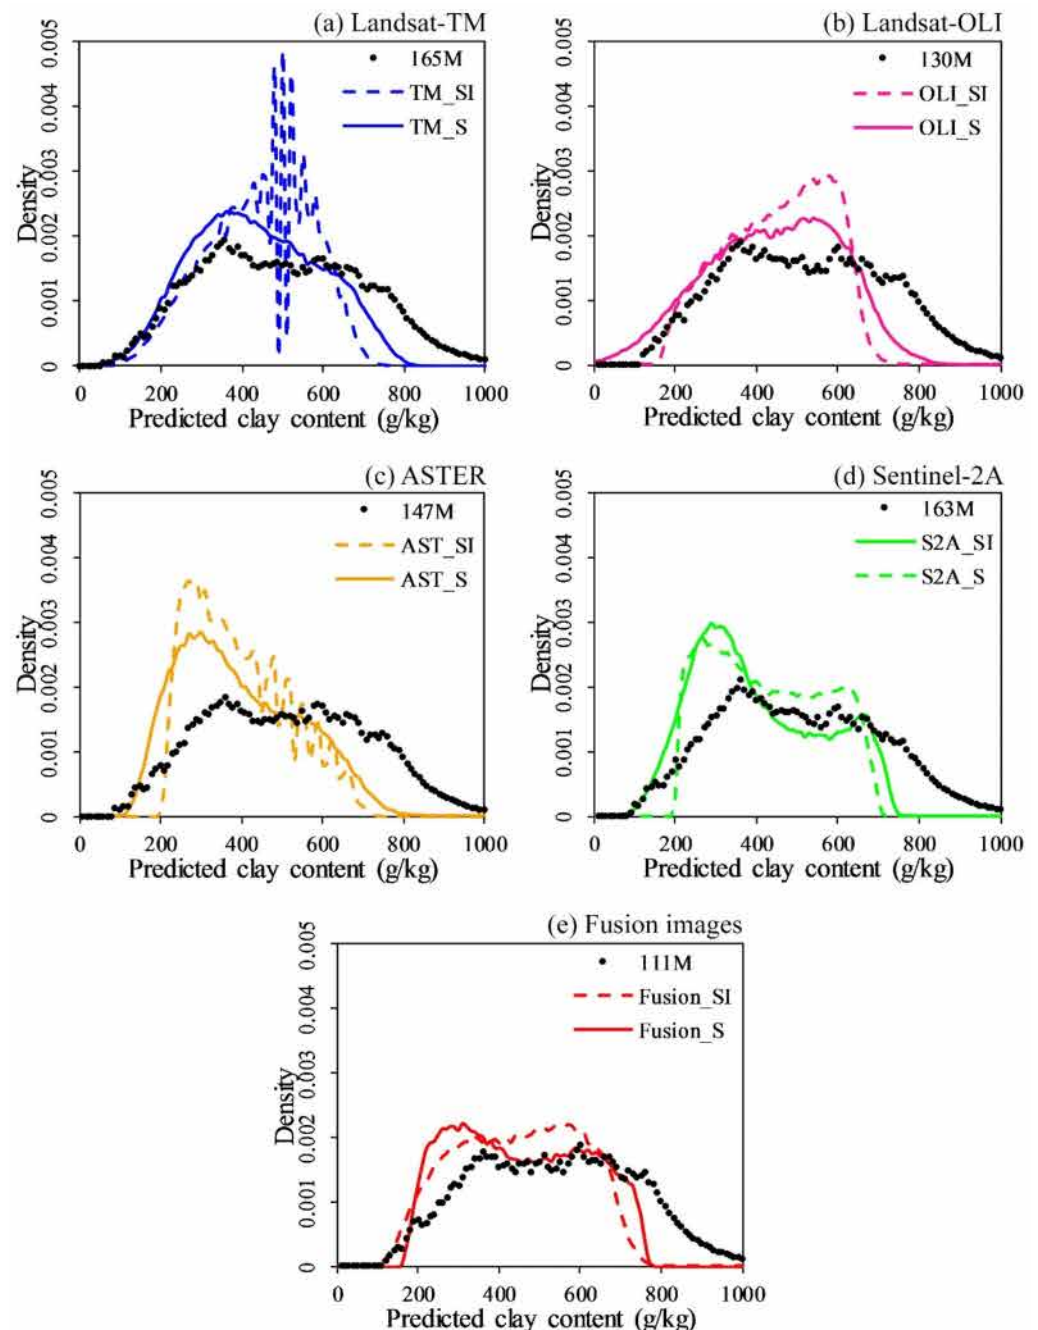 (a) Landsat-TM
165M
TM_SI
TM_S
0.005
0.004
0.003
0.002
0.001
0
Density
0 200 400 600 800 1000
Predicted clay content (g/kg)
(b) Landsat-OLI
130M
OLI_SI
OLI_S
0.005
0.004
0.003
0.002
0.001
0
Density
0 200 400 600 800 1000
Predicted clay content (g/kg)
(c) ASTER
147M
AST_SI
AST_S
0.005
0.004
0.003
0.002
0.001
0
Density
0 200 400 600 800 1000
Predicted clay content (g/kg)
(d) Sentinel-2A
163M
S2A_SI
S2A_S
0.005
0.004
0.003
0.002
0.001
0
Density
0 200 400 600 800 1000
Predicted clay content (g/kg)
(e) Fusion images
111M
Fusion_SI
Fusion_S
0.005
0.004
0.003
0.002
0.001
0
Density
0 200 400 600 800 1000
Predicted clay content (g/kg)